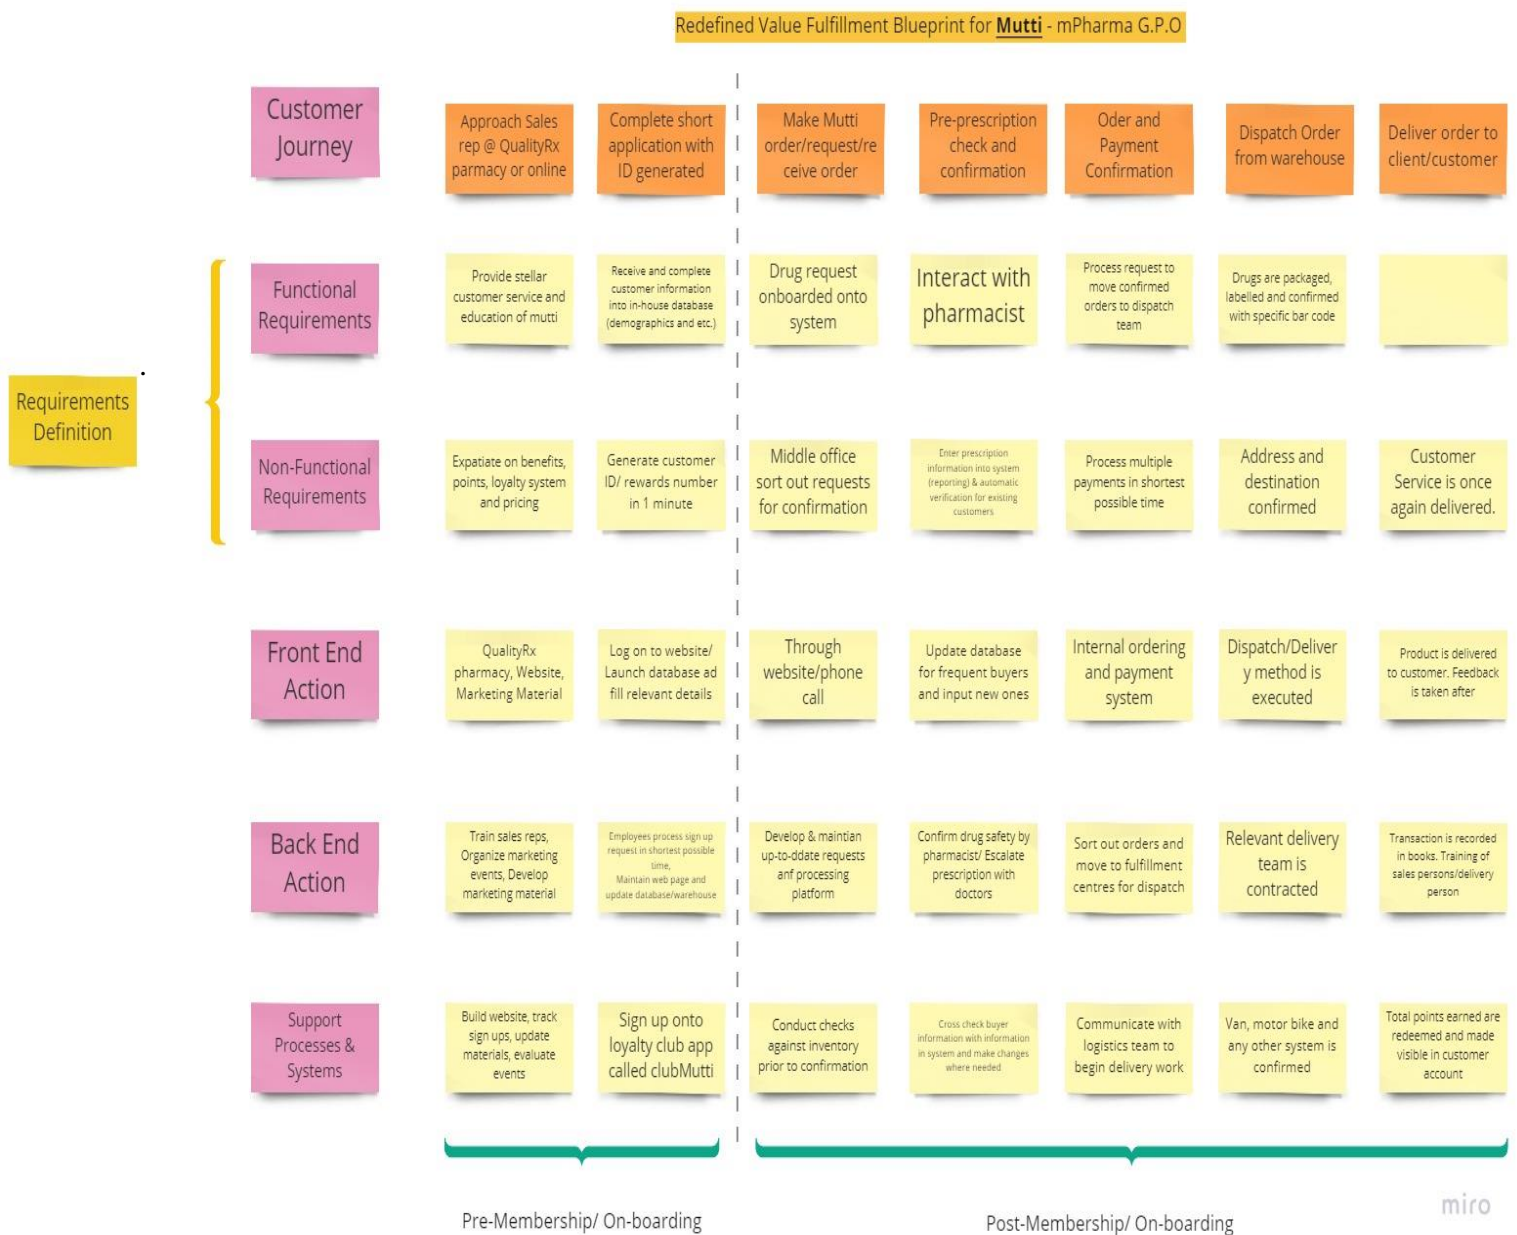 Redefined Value Fulfillment Blueprint for Mutti - mPharma G.P.O
Customer
Journey
Approach Sales
rep @ QualityRx
parmacy or online
Complete short
application with
ID generated
Make Mutti
order/request/re
ceive order
Pre-prescription
check and
confirmation
Oder and
Payment
Confirmation
Dispatch Order
from warehouse
Deliver order to
client/customer
Requirements
Definition
.
Functional
Requirements
Provide stellar
customer service and
education of mutti
Receive and complete
customer information
into in-house database
(demographics and etc.)
Drug request
onboarded onto
system
Interact with
pharmacist
Process request to
move confirmed
orders to dispatch
team
Drugs are packaged,
labelled and confirmed
with specific bar code
Non-Functional
Requirements
Expatiate on benefits,
points, loyalty system
and pricing
Generate customer
ID/ rewards number
in 1 minute
Middle office
sort out requests
for confirmation
Enter prescription
information into system
(reporting) & automatic
verification for existing
customers
Process multiple
payments in shortest
possible time
Address and
destination
confirmed
Customer
Service is once
again delivered.
Front End
Action
QualityRx
pharmacy, Website,
Marketing Material
Log on to website/
Launch database ad
fill relevant details
Through
website/phone
call
Update database
for frequent buyers
and input new ones
Internal ordering
and payment
system
Dispatch/Deliver
y method is
executed
Product is delivered
to customer. Feedback
is taken after
Back End
Action
Train sales reps,
Organize marketing
events, Develop
marketing material
Employees process sign up
request in shortest possible
time,
Maintain web page and
update database/warehouse
Develop & maintian
up-to-ddate requests
anf processing
platform
Confirm drug safety by
pharmacist/ Escalate
prescription with
doctors
Sort out orders and
move to fulfillment
centres for dispatch
Relevant delivery
team is
contracted
Transaction is recorded
in books. Training of
sales persons/delivery
person
Support
Processes &
Systems
Build website, track
sign ups, update
materials, evaluate
events
Sign up onto
loyalty club app
called clubMutti
Conduct checks
against inventory
prior to confirmation
Cross check buyer
information with information
in system and make changes
where needed
Communicate with
logistics team to
begin delivery work
Van, motor bike and
any other system is
confirmed
Total points earned are
redeemed and made
visible in customer
account
Pre-Membership/ On-boarding
Post-Membership/ On-boarding
miro